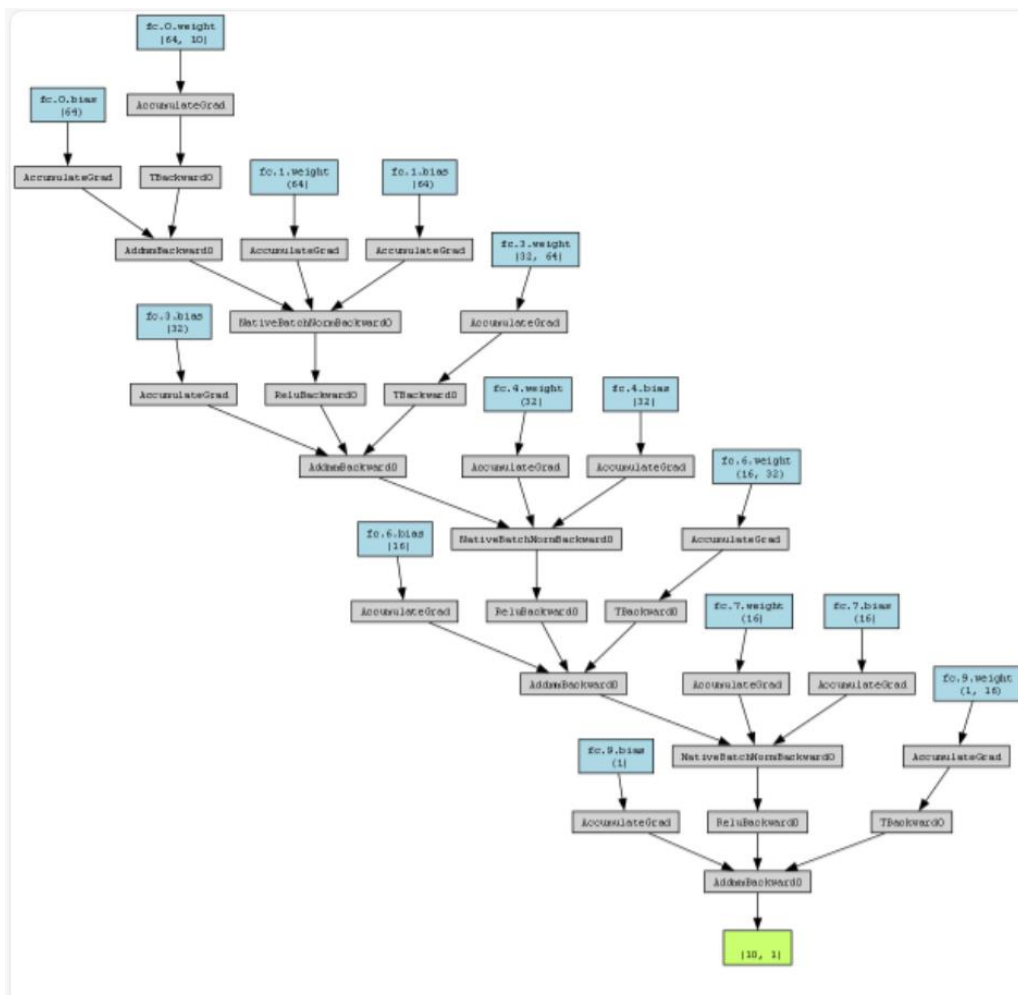 fc.0.weight
(64, 10)
fc.0.bias
(64)
AccumulateGrad
AccumulateGrad
TBackward0
fc.1.weight
(64)
fc.1.bias
(64)
AddmmBackward0
AccumulateGrad
AccumulateGrad
fc.3.weight
(32, 64)
fc.3.bias
(32)
NativeBatchNormBackward0
AccumulateGrad
AccumulateGrad
ReluBackward0
TBackward0
fc.4.weight
(32)
fc.4.bias
(32)
AddmmBackward0
AccumulateGrad
AccumulateGrad
fc.6.weight
(16, 32)
fc.6.bias
(16)
NativeBatchNormBackward0
AccumulateGrad
AccumulateGrad
ReluBackward0
TBackward0
fc.7.weight
(16)
fc.7.bias
(16)
AddmmBackward0
AccumulateGrad
AccumulateGrad
fc.9.weight
(1, 16)
fc.9.bias
(1)
NativeBatchNormBackward0
AccumulateGrad
AccumulateGrad
ReluBackward0
TBackward0
AddmmBackward0
(10, 1)